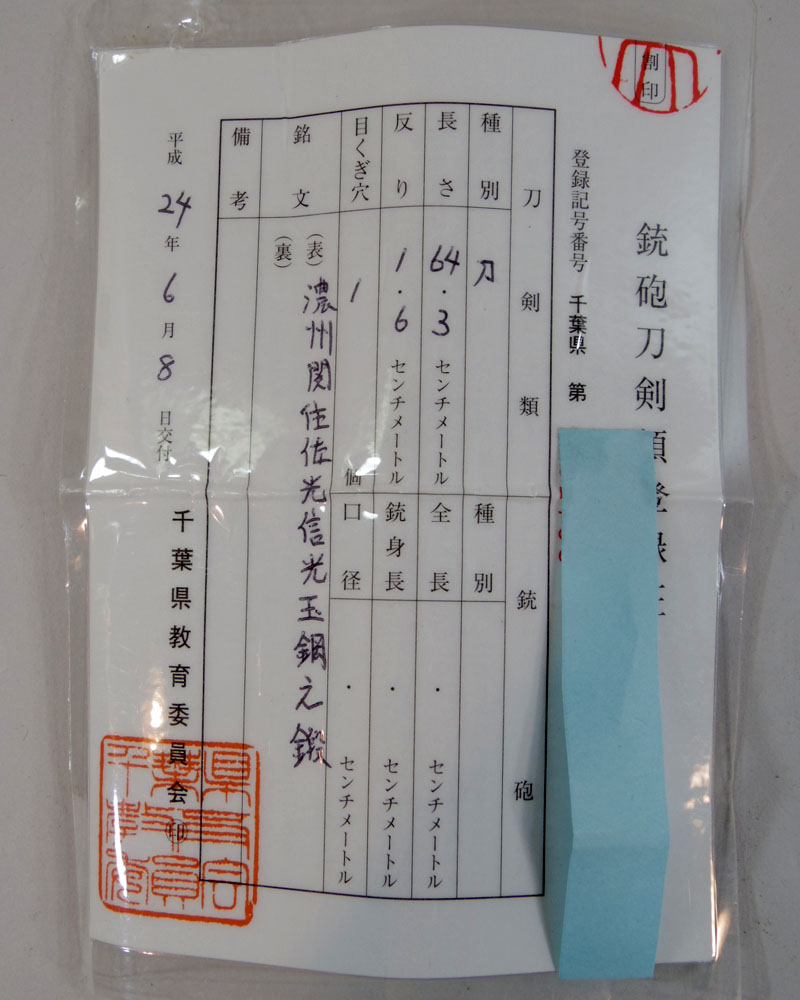 割印
銃砲刀剣類登録証
登録記号番号 千葉県 第
刀剣類
銃砲
種別 刀
種別
長さ 64.3 センチメートル
全長 ・ センチメートル
反り 1.6 センチメートル
銃身長 ・ センチメートル
目くぎ穴 1 個
口径 ・ センチメートル
銘文
(表) 濃州関住佐光信光玉鋼之鍛
(裏)
備考
平成24年6月8日交付
千葉県教育委員会 印